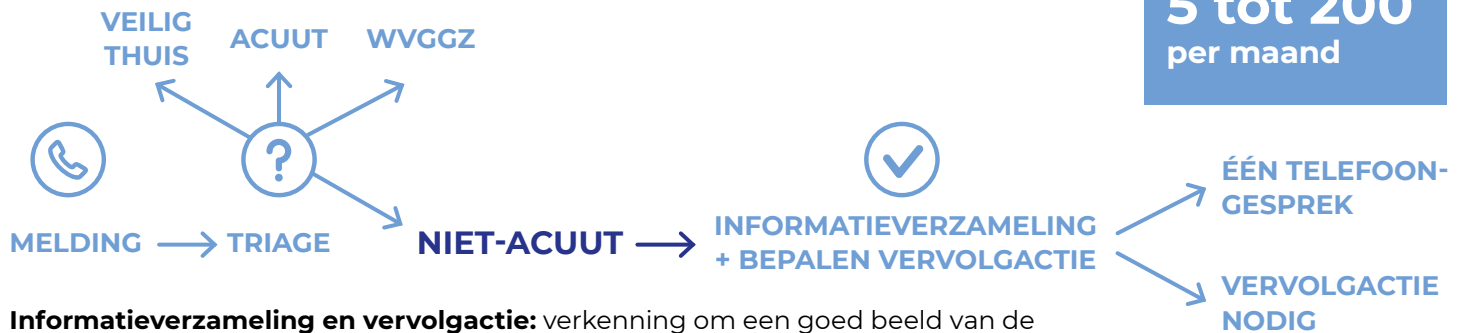 5 tot 200
per maand
VEILIG
THUIS
ACUUT
WVGGZ
?
MELDING
TRIAGE
NIET-ACUUT
INFORMATIEVERZAMELING
+ BEPALEN VERVOLGACTIE
ÉÉN TELEFOON-
GESPREK
VERVOLGACTIE
NODIG
Informatieverzameling en vervolgactie: verkenning om een goed beeld van de